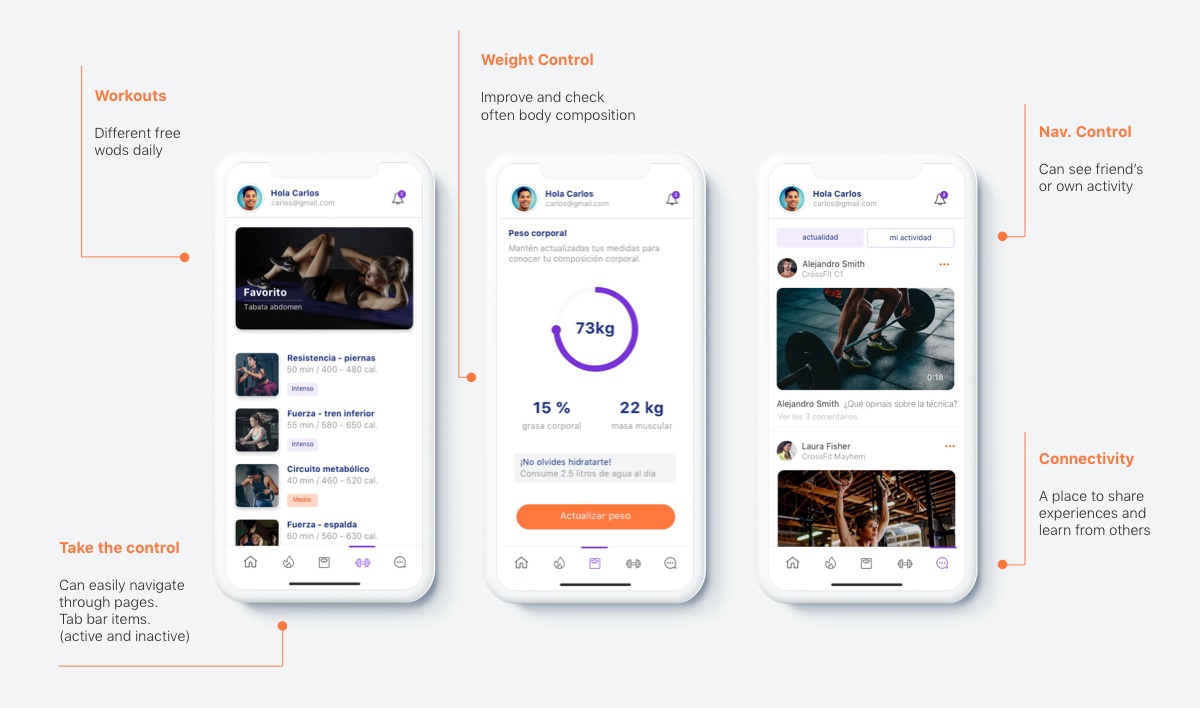 Workouts
Different free
wods daily
Weight Control
Improve and check
often body composition
Nav. Control
Can see friend's
or own activity
Connectivity
A place to share
experiences and
learn from others
Take the control
Can easily navigate
through pages.
Tab bar items.
(active and inactive)
Hola Carlos
carlos@gmail.com
2
Favorito
Tabata abdomen
Resistencia - piernas
50 min / 400 - 480 cal.
Intenso
Fuerza - tren inferior
55 min / 580 - 650 cal.
Intenso
Circuito metabólico
40 min / 460 - 520 cal.
Medio
Fuerza - espalda
60 min / 560 - 630 cal.
Hola Carlos
carlos@gmail.com
2
Peso corporal
Mantén actualizadas tus medidas para
conocer tu composición corporal.
73kg
15 % 22 kg
grasa corporal masa muscular
¡No olvides hidratarte!
Consume 2.5 litros de agua al día
Actualizar peso
Hola Carlos
carlos@gmail.com
2
actualidad mi actividad
Alejandro Smith
CrossFit C1
0:18
Alejandro Smith ¿Qué opinais sobre la técnica?
Ver los 3 comentarios
Laura Fisher
CrossFit Mayhem